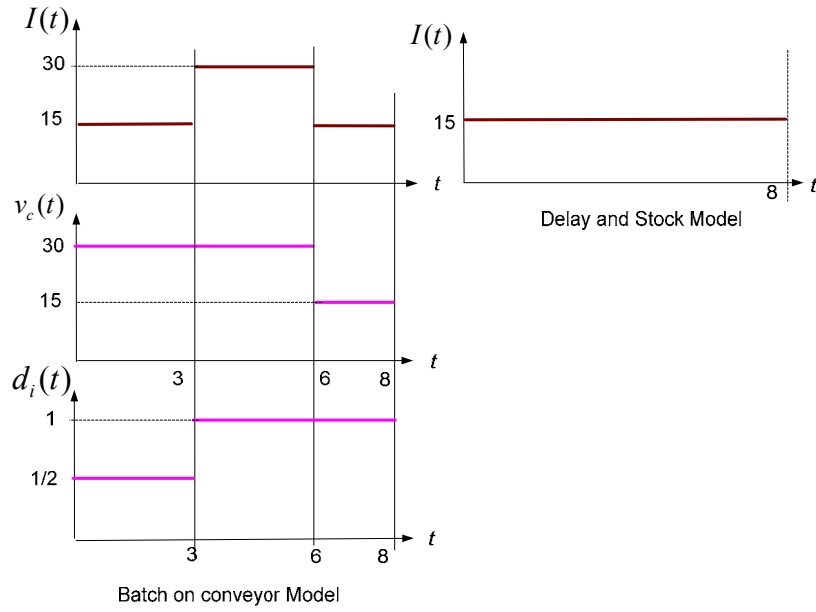 I(t)
30
15
t
v_c(t)
30
15
3
6
8
t
d_i(t)
1
1/2
3
6
8
t
Batch on conveyor Model
I(t)
15
8
t
Delay and Stock Model